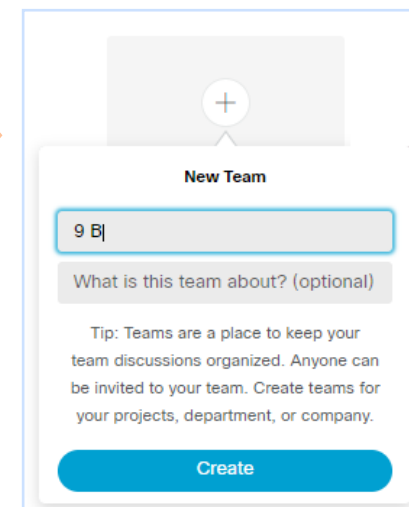 New Team
9 B
What is this team about? (optional)
Tip: Teams are a place to keep your
team discussions organized. Anyone can
be invited to your team. Create teams for
your projects, department, or company.
Create